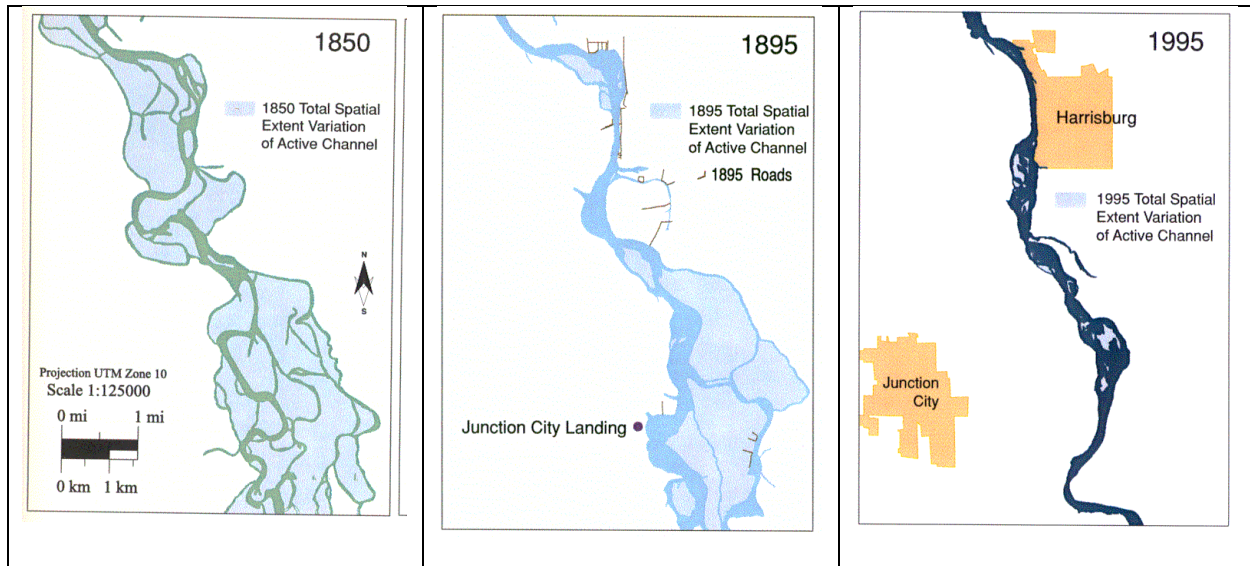 1850
1850 Total Spatial
Extent Variation
of Active Channel
N
S
Projection UTM Zone 10
Scale 1:125000
0 mi 1 mi
0 km 1 km
1895
1895 Total Spatial
Extent Variation
of Active Channel
1895 Roads
Junction City Landing
1995
Harrisburg
1995 Total Spatial
Extent Variation
of Active Channel
Junction
City